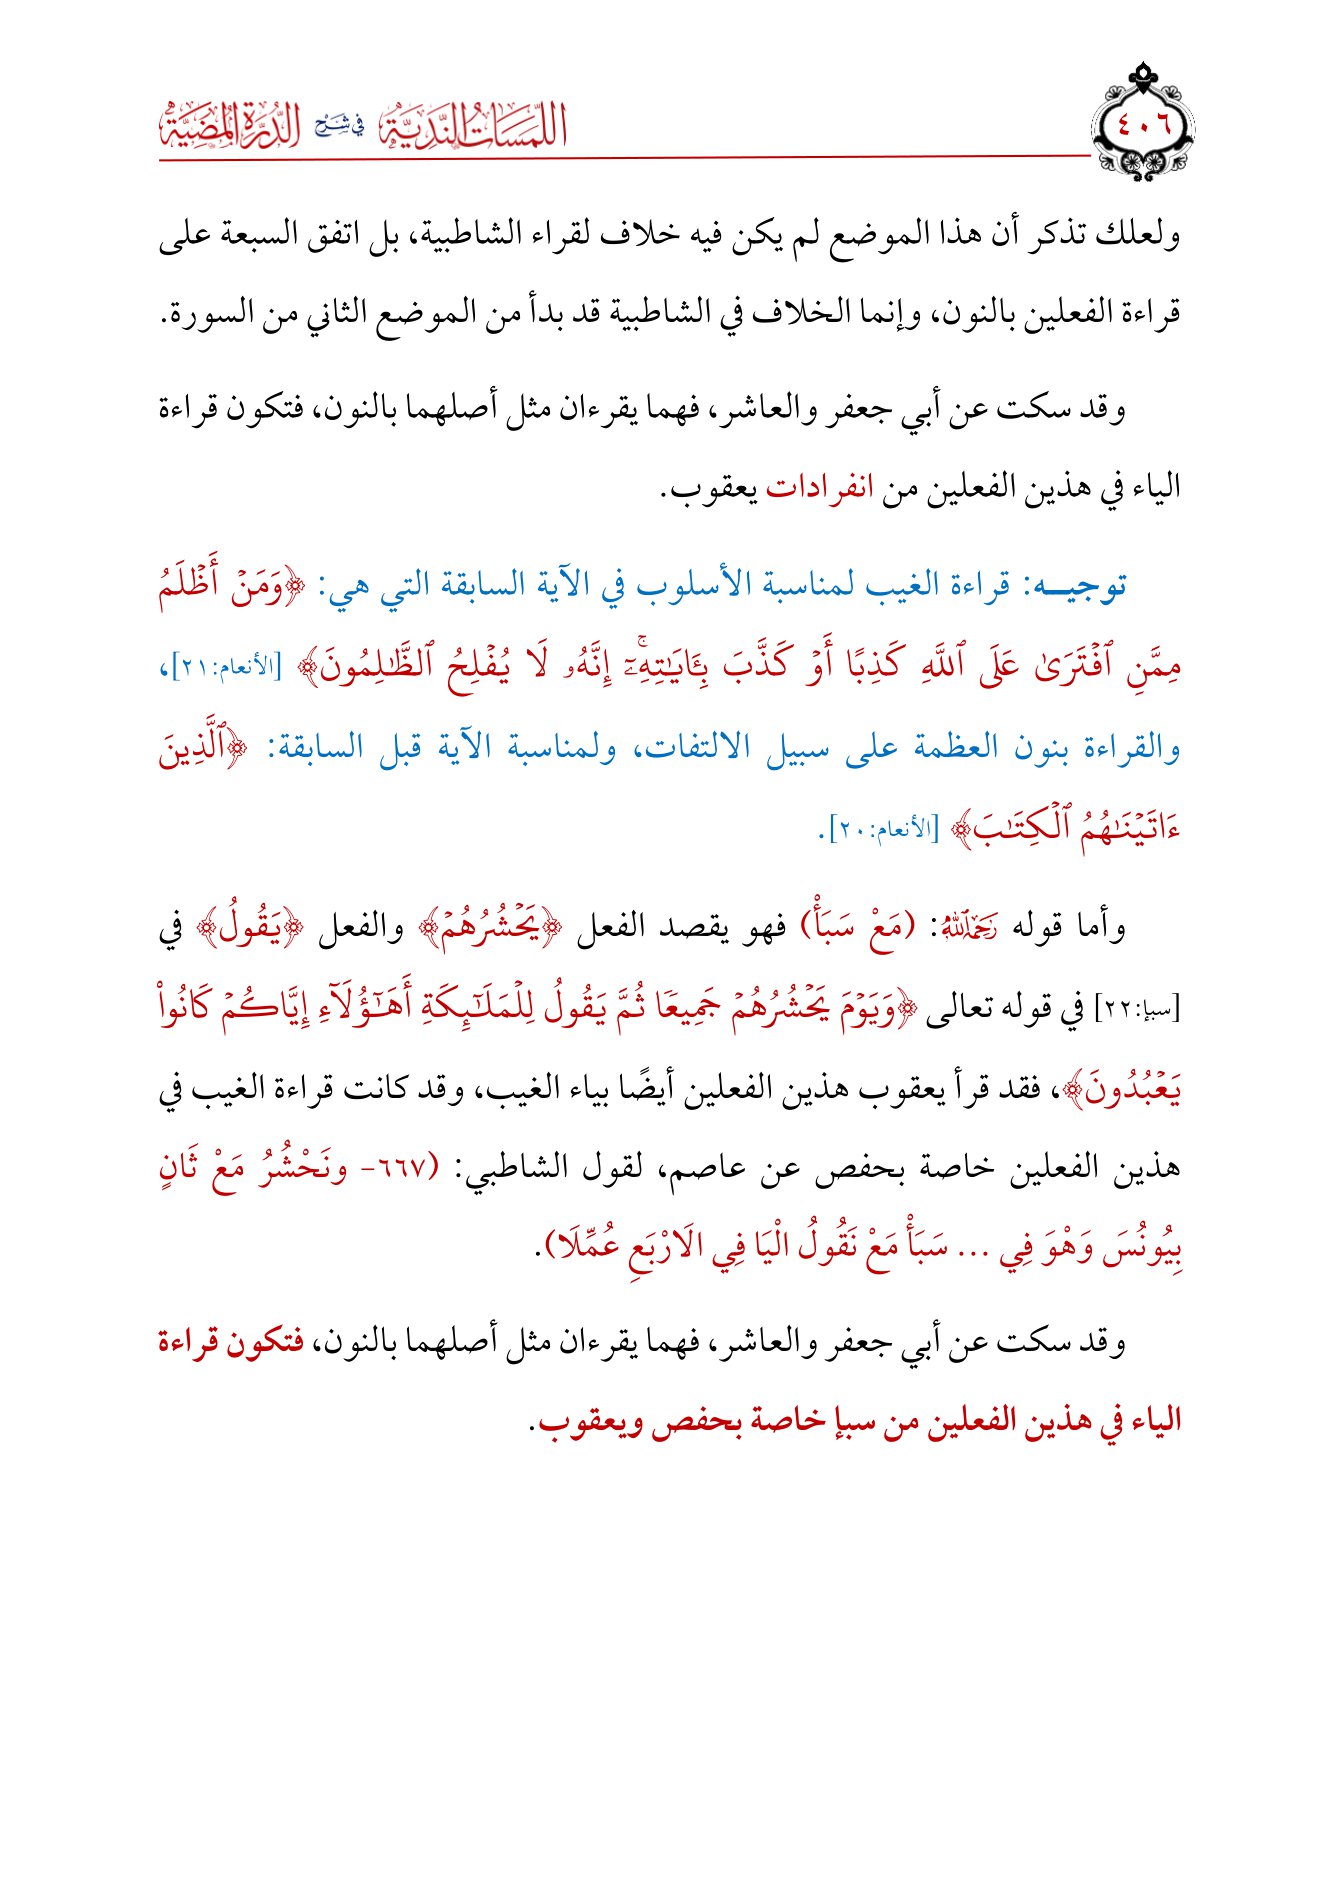 اللمسات الندية في شرح الدرة المضية
٤٠٦
ولعلك تذكر أن هذا الموضع لم يكن فيه خلاف لقراء الشاطبية، بل اتفق السبعة على
قراءة الفعلين بالنون، وإنما الخلاف في الشاطبية قد بدأ من الموضع الثاني من السورة.
وقد سكت عن أبي جعفر والعاشر، فهما يقرءان مثل أصلهما بالنون، فتكون قراءة
الياء في هذين الفعلين من انفرادات يعقوب.
توجيـــه: قراءة الغيب لمناسبة الأسلوب في الآية السابقة التي هي: ﴿وَمَنۡ أَظۡلَمُ
مِمَّنِ ٱفۡتَرَىٰ عَلَى ٱللَّهِ كَذِبًا أَوۡ كَذَّبَ بِـَٔايَٰتِهِۦٓۚ إِنَّهُۥ لَا يُفۡلِحُ ٱلظَّٰلِمُونَ﴾ [الأنعام:٢١]،
والقراءة بنون العظمة على سبيل الالتفات، ولمناسبة الآية قبل السابقة: ﴿ٱلَّذِينَ
ءَاتَيۡنَٰهُمُ ٱلۡكِتَٰبَ﴾ [الأنعام:٢٠].
وأما قوله رَحِمَهُ ٱللَّهُ: (مَعْ سَبَأْ) فهو يقصد الفعل ﴿يَحۡشُرُهُمۡ﴾ والفعل ﴿يَقُولُ﴾ في
[سبإ:٢٢] في قوله تعالى ﴿وَيَوۡمَ يَحۡشُرُهُمۡ جَمِيعٗا ثُمَّ يَقُولُ لِلۡمَلَٰٓئِكَةِ أَهَٰٓؤُلَآءِ إِيَّاكُمۡ كَانُواْ
يَعۡبُدُونَ﴾، فقد قرأ يعقوب هذين الفعلين أيضًا بياء الغيب، وقد كانت قراءة الغيب في
هذين الفعلين خاصة بحفص عن عاصم، لقول الشاطبي: (٦٦٧- ونَحْشُرُ مَعْ ثَانٍ
بِيُونُسَ وَهْوَ فِي ... سَبَأْ مَعْ نَقُولُ الْيَا فِي الَارْبَعِ عُمِّلَا).
وقد سكت عن أبي جعفر والعاشر، فهما يقرءان مثل أصلهما بالنون، فتكون قراءة
الياء في هذين الفعلين من سبإ خاصة بحفص ويعقوب.